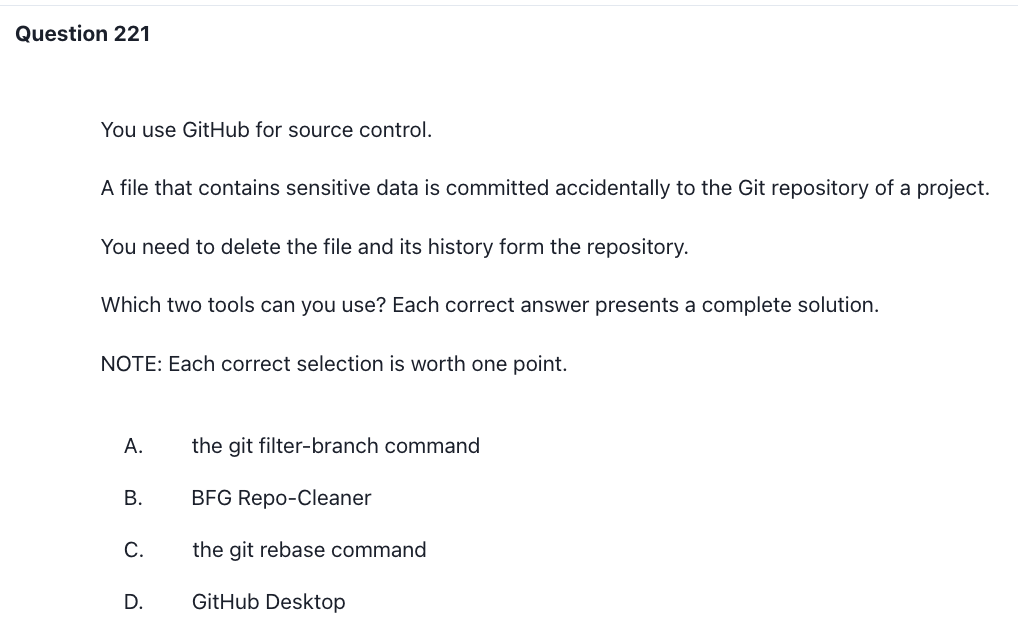 Question 221
You use GitHub for source control.
A file that contains sensitive data is committed accidentally to the Git repository of a project.
You need to delete the file and its history form the repository.
Which two tools can you use? Each correct answer presents a complete solution.
NOTE: Each correct selection is worth one point.
A. the git filter-branch command
B. BFG Repo-Cleaner
C. the git rebase command
D. GitHub Desktop